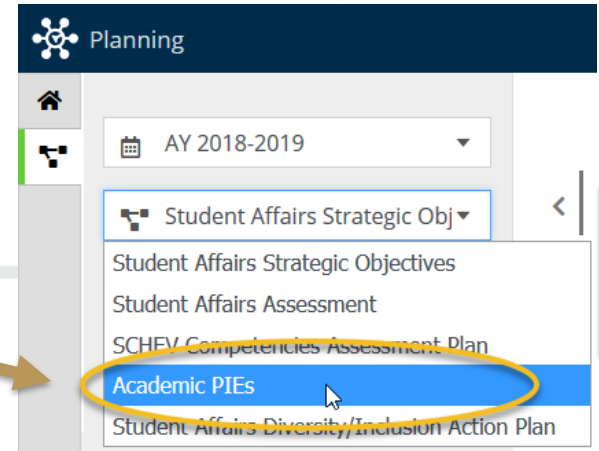 Planning
AY 2018-2019
Student Affairs Strategic Obj
Student Affairs Strategic Objectives
Student Affairs Assessment
SCHEV Competencies Assessment Plan
Academic PIEs
Student Affairs Diversity/Inclusion Action Plan